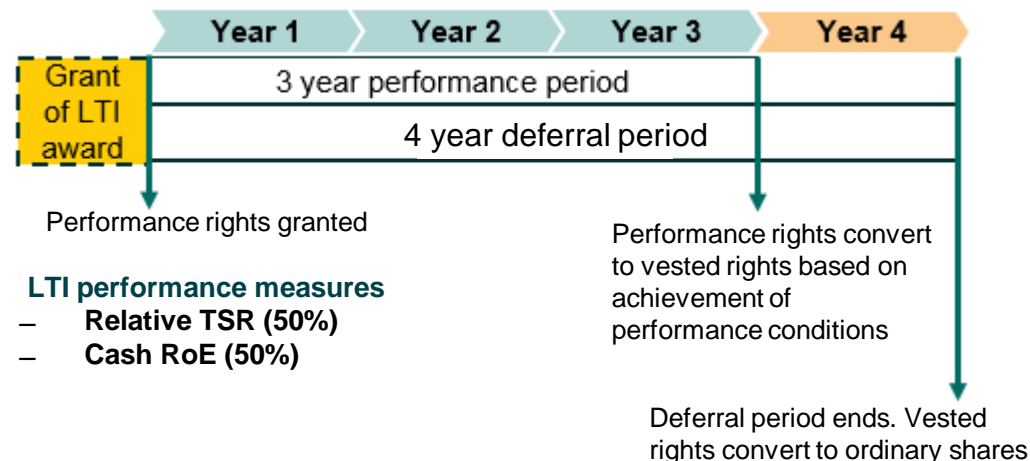 Year 1
Year 2
Year 3
Year 4
Grant
of LTI
award
3 year performance period
4 year deferral period
Performance rights granted
Performance rights convert
to vested rights based on
achievement of
performance conditions
LTI performance measures
– Relative TSR (50%)
– Cash RoE (50%)
Deferral period ends. Vested
rights convert to ordinary shares